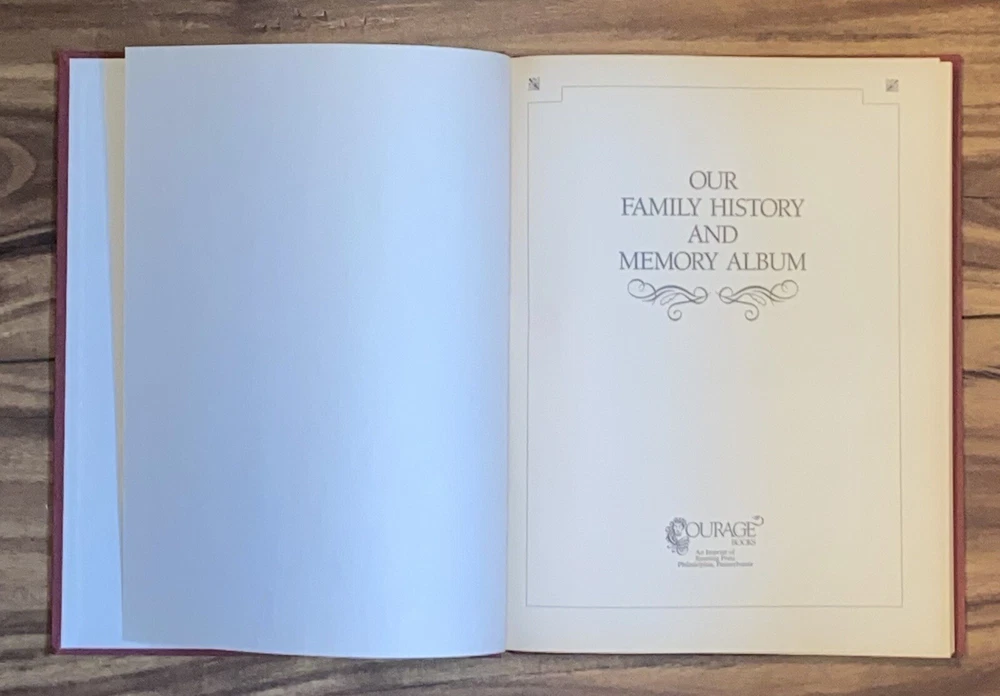 OUR
FAMILY HISTORY
AND
MEMORY ALBUM
COURAGE
BOOKS
An Imprint of
Running Press
Philadelphia, Pennsylvania